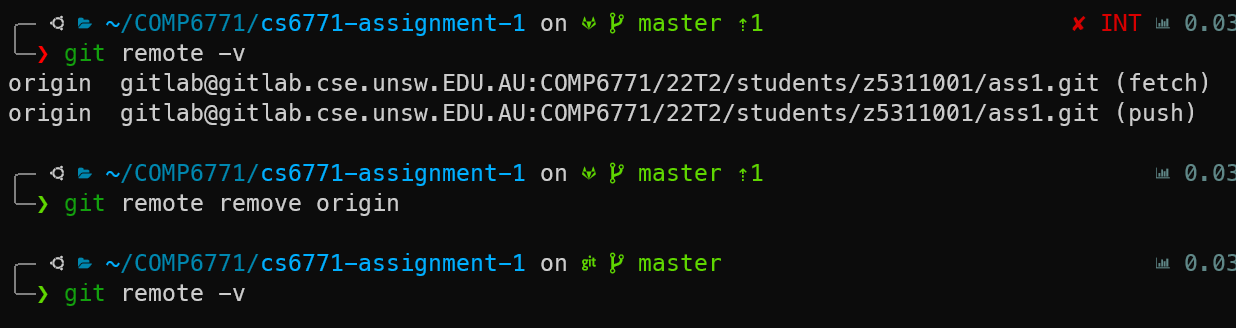 ~/COMP6771/cs6771-assignment-1 on master ⇡1 ✘ INT 0.03
❯ git remote -v
origin gitlab@gitlab.cse.unsw.EDU.AU:COMP6771/22T2/students/z5311001/ass1.git (fetch)
origin gitlab@gitlab.cse.unsw.EDU.AU:COMP6771/22T2/students/z5311001/ass1.git (push)
~/COMP6771/cs6771-assignment-1 on master ⇡1 0.03
❯ git remote remove origin
~/COMP6771/cs6771-assignment-1 on git master 0.03
❯ git remote -v